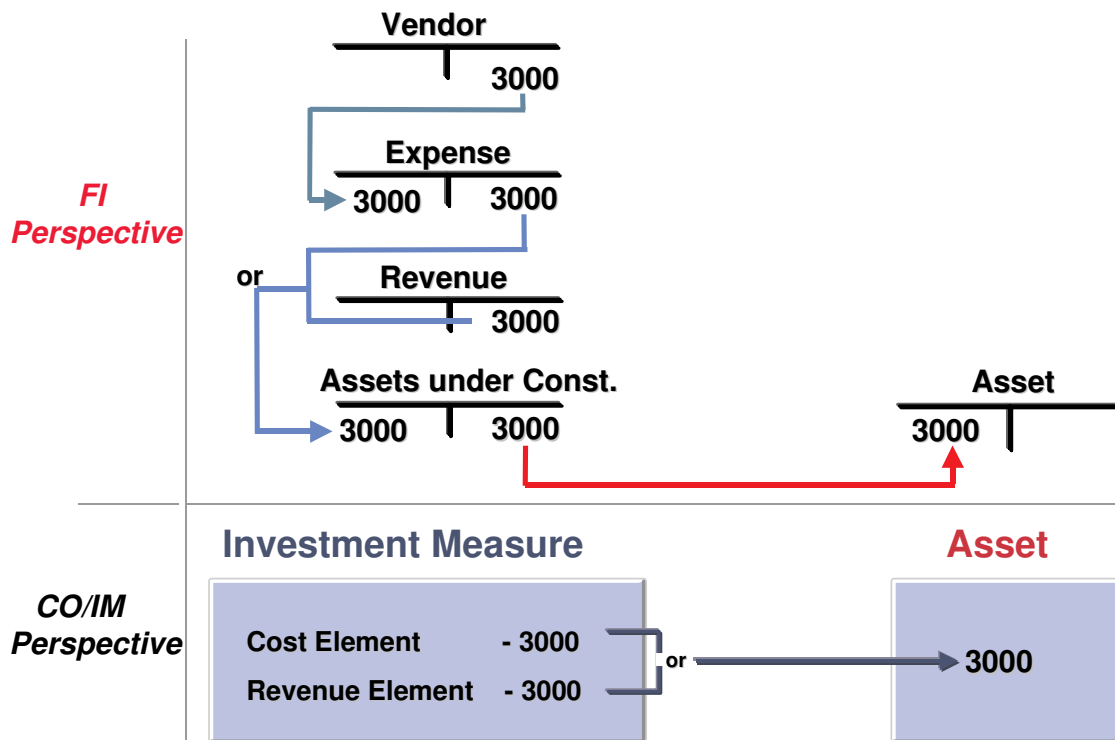 Vendor
3000
Expense
FI
Perspective
3000 3000
or
Revenue
3000
Assets under Const.
Asset
3000 3000
3000
Investment Measure
Asset
CO/IM
Perspective
Cost Element - 3000
or
3000
Revenue Element - 3000